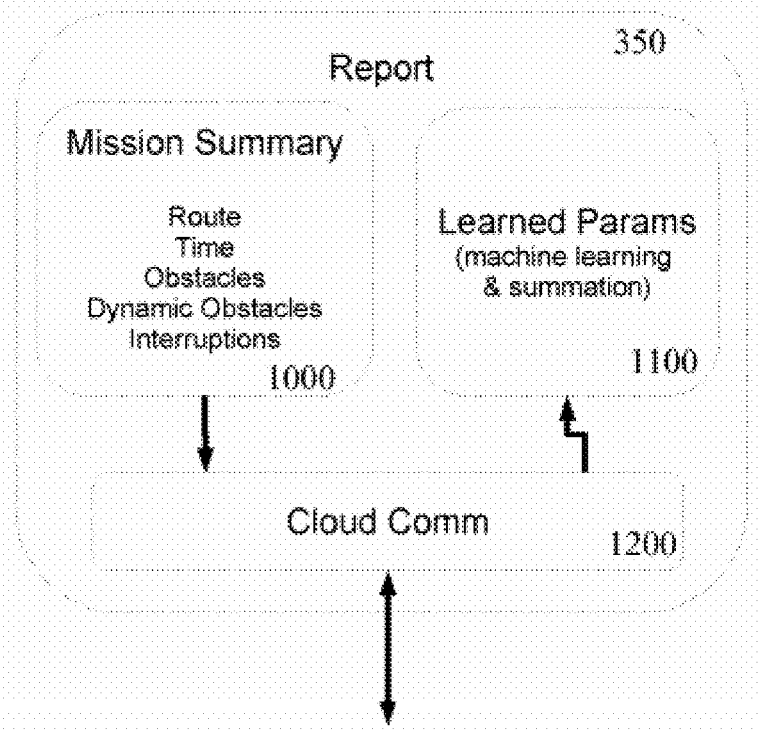 350
Report
Mission Summary
Route
Time
Obstacles
Dynamic Obstacles
Interruptions
1000
Learned Params
(machine learning
& summation)
1100
Cloud Comm
1200